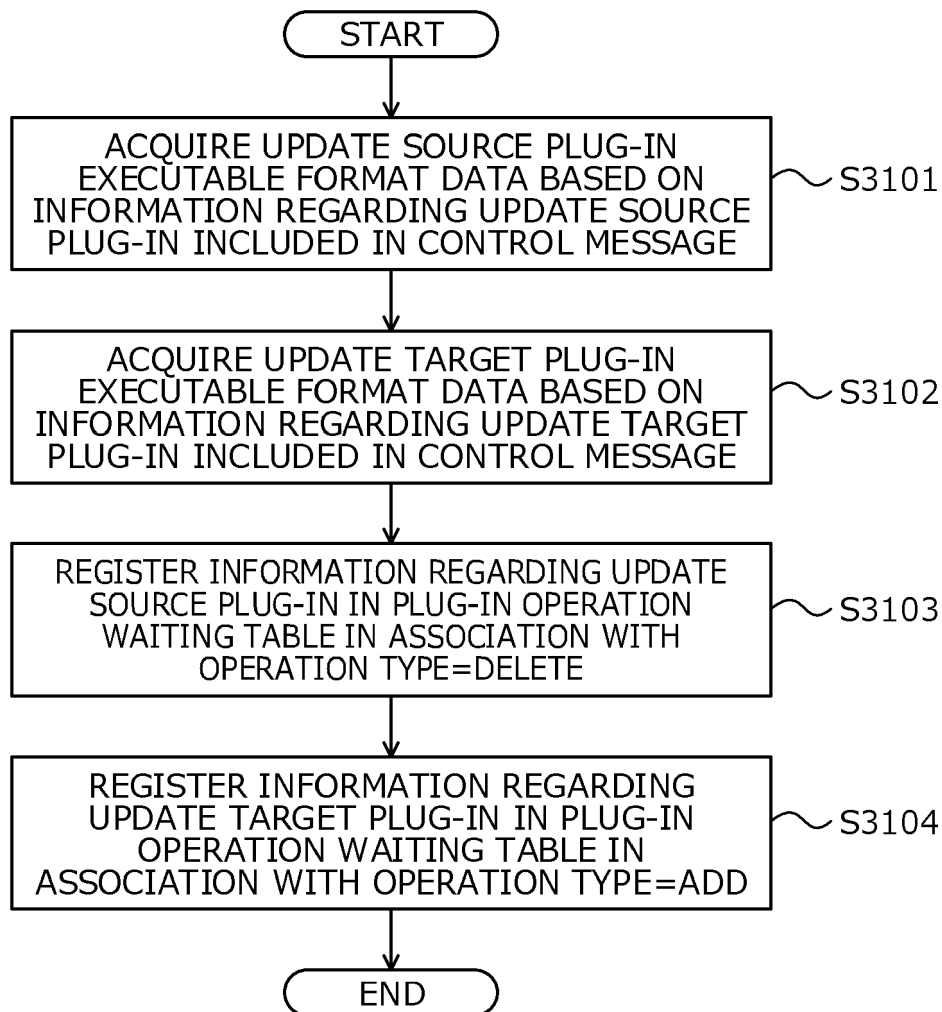 START
ACQUIRE UPDATE SOURCE PLUG-IN
EXECUTABLE FORMAT DATA BASED ON
INFORMATION REGARDING UPDATE SOURCE
PLUG-IN INCLUDED IN CONTROL MESSAGE
S3101
ACQUIRE UPDATE TARGET PLUG-IN
EXECUTABLE FORMAT DATA BASED ON
INFORMATION REGARDING UPDATE TARGET
PLUG-IN INCLUDED IN CONTROL MESSAGE
S3102
REGISTER INFORMATION REGARDING UPDATE
SOURCE PLUG-IN IN PLUG-IN OPERATION
WAITING TABLE IN ASSOCIATION WITH
OPERATION TYPE=DELETE
S3103
REGISTER INFORMATION REGARDING
UPDATE TARGET PLUG-IN IN PLUG-IN
OPERATION WAITING TABLE IN
ASSOCIATION WITH OPERATION TYPE=ADD
S3104
END